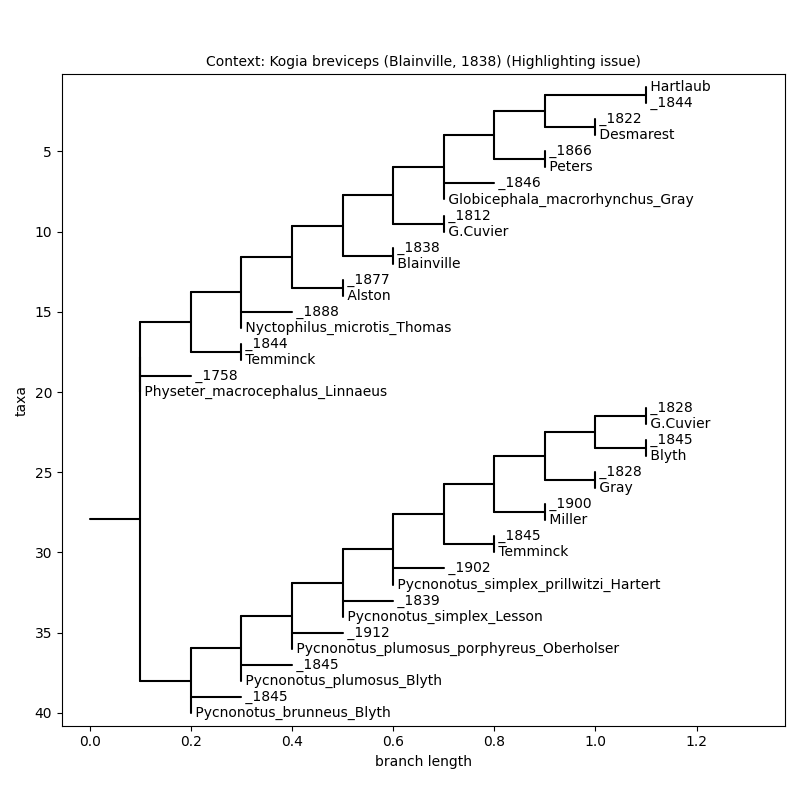 Context: Kogia breviceps (Blainville, 1838) (Highlighting issue)
Hartlaub
_1844
_1822
Desmarest
_1866
Peters
_1846
Globicephala_macrorhynchus_Gray
_1812
G.Cuvier
_1838
Blainville
_1877
Alston
_1888
Nyctophilus_microtis_Thomas
_1844
Temminck
_1758
Physeter_macrocephalus_Linnaeus
_1828
G.Cuvier
_1845
Blyth
_1828
Gray
_1900
Miller
_1845
Temminck
_1902
Pycnonotus_simplex_prillwitzi_Hartert
_1839
Pycnonotus_simplex_Lesson
_1912
Pycnonotus_plumosus_porphyreus_Oberholser
_1845
Pycnonotus_plumosus_Blyth
_1845
Pycnonotus_brunneus_Blyth
5
10
15
20
25
30
35
40
taxa
0.0 0.2 0.4 0.6 0.8 1.0 1.2
branch length